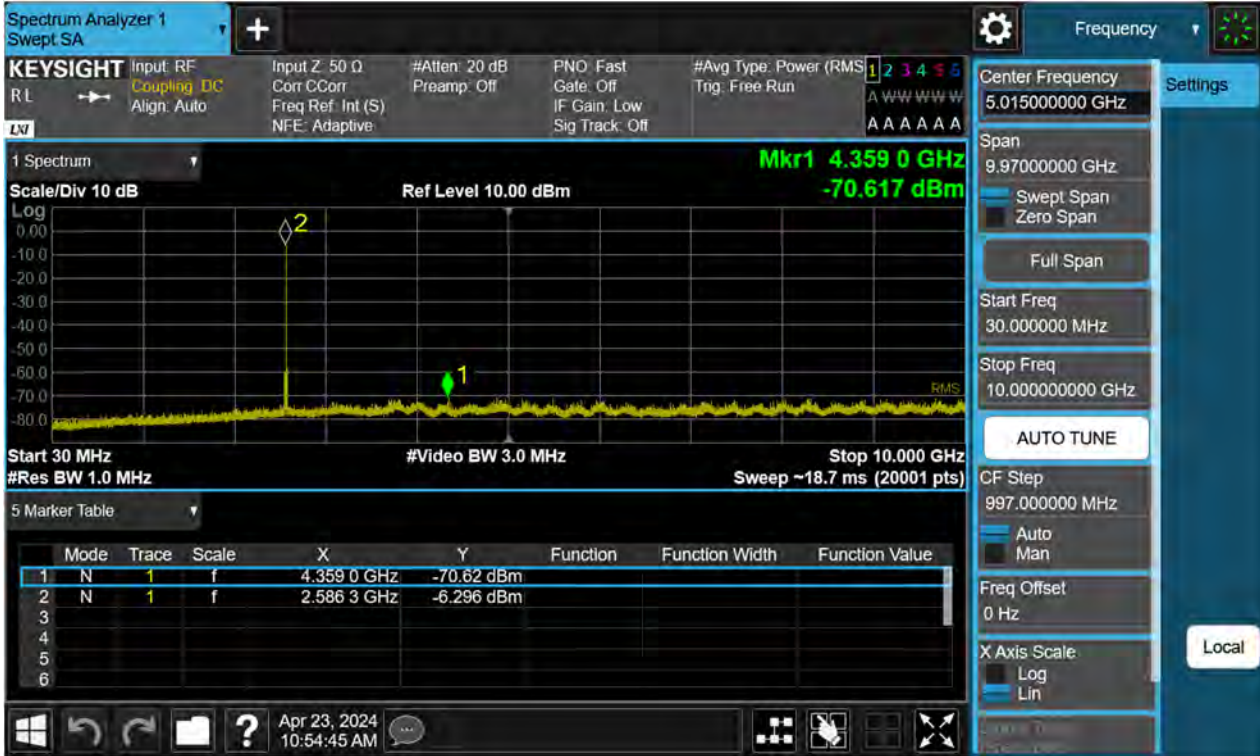 Spectrum Analyzer 1
Swept SA
+
Frequency
KEYSIGHT
RL
LXI
Input: RF
Coupling: DC
Align: Auto
Input Z: 50 Ω
Corr CCorr
Freq Ref: Int (S)
NFE: Adaptive
#Atten: 20 dB
Preamp: Off
PNO: Fast
Gate: Off
IF Gain: Low
Sig Track: Off
#Avg Type: Power (RMS
Trig: Free Run
1 2 3 4 5 6
A W W W W W
A A A A A A
Center Frequency
5.015000000 GHz
Settings
1 Spectrum
Mkr1 4.359 0 GHz
Scale/Div 10 dB
Ref Level 10.00 dBm
-70.617 dBm
Span
9.97000000 GHz
Swept Span
Zero Span
Full Span
Start Freq
30.000000 MHz
Stop Freq
10.000000000 GHz
AUTO TUNE
CF Step
997.000000 MHz
Auto
Man
Freq Offset
0 Hz
X Axis Scale
Log
Lin
Local
Log
0.00
-10.0
-20.0
-30.0
-40.0
-50.0
-60.0
-70.0
-80.0
2
1
RMS
Start 30 MHz
#Video BW 3.0 MHz
Stop 10.000 GHz
#Res BW 1.0 MHz
Sweep ~18.7 ms (20001 pts)
5 Marker Table
Mode Trace Scale X Y Function Function Width Function Value
1 N 1 f 4.359 0 GHz -70.62 dBm
2 N 1 f 2.586 3 GHz -6.296 dBm
3
4
5
6
?
Apr 23, 2024
10:54:45 AM